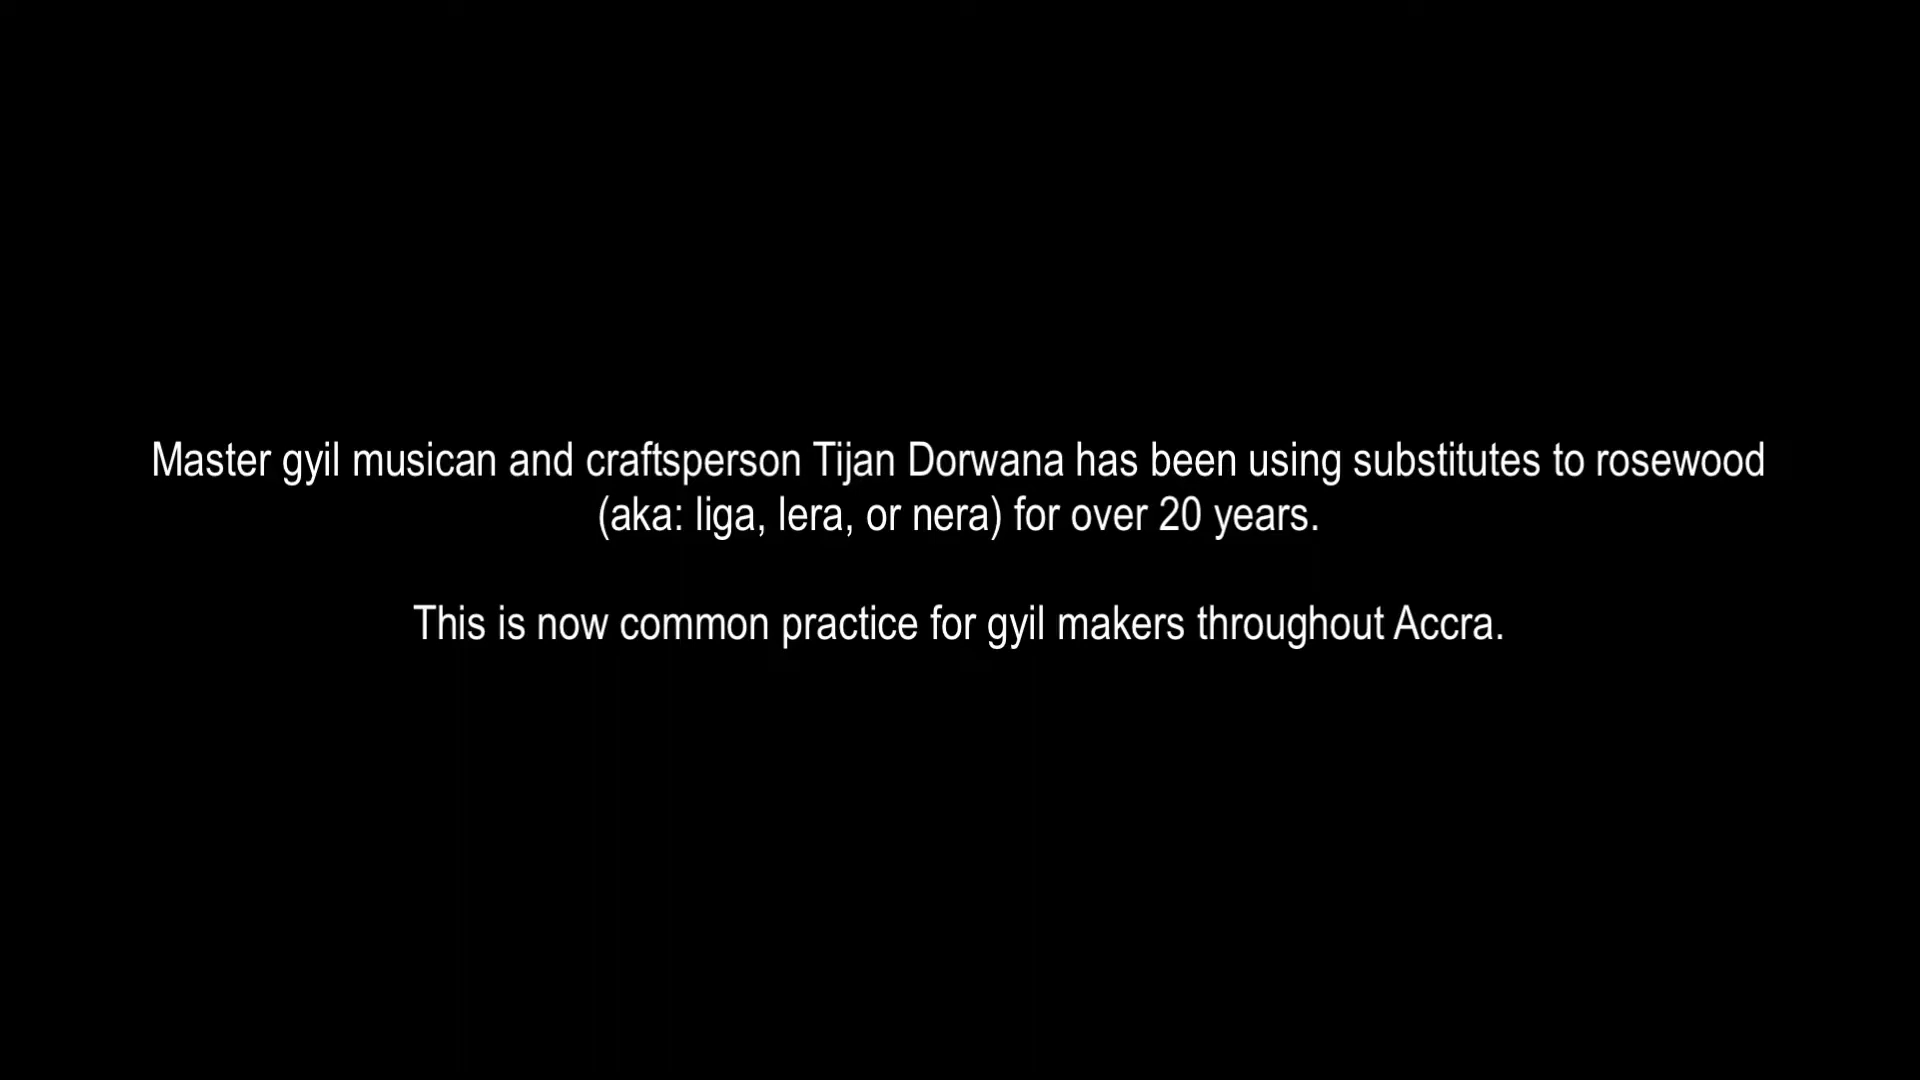 Master gyil musican and craftsperson Tijan Dorwana has been using substitutes to rosewood
(aka: liga, lera, or nera) for over 20 years.
This is now common practice for gyil makers throughout Accra.